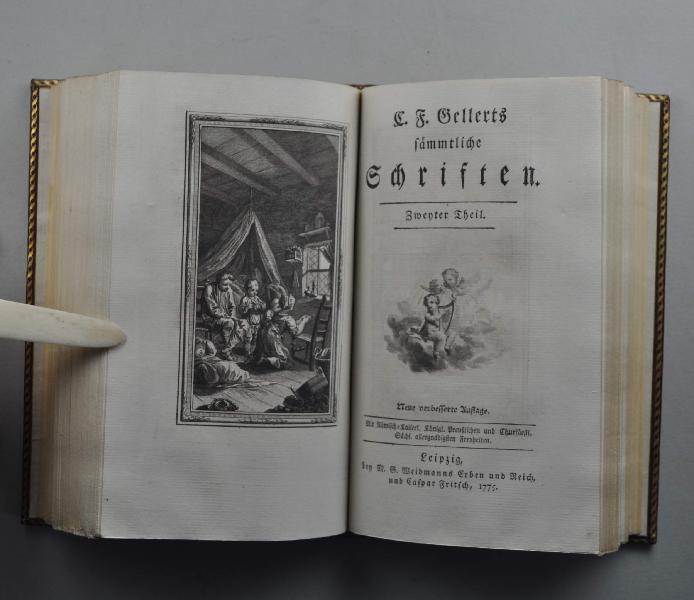 C. F. Gellerts
sämmtliche
Schriften.
Zweyter Theil.
Neue verbesserte Auflage.
Mit Römisch-Kaiserl. Königl. Preußischen und Churfürstl.
Sächs. allergnädigsten Freyheiten.
Leipzig,
bey M. G. Weidmanns Erben und Reich,
und Caspar Fritsch, 1775.